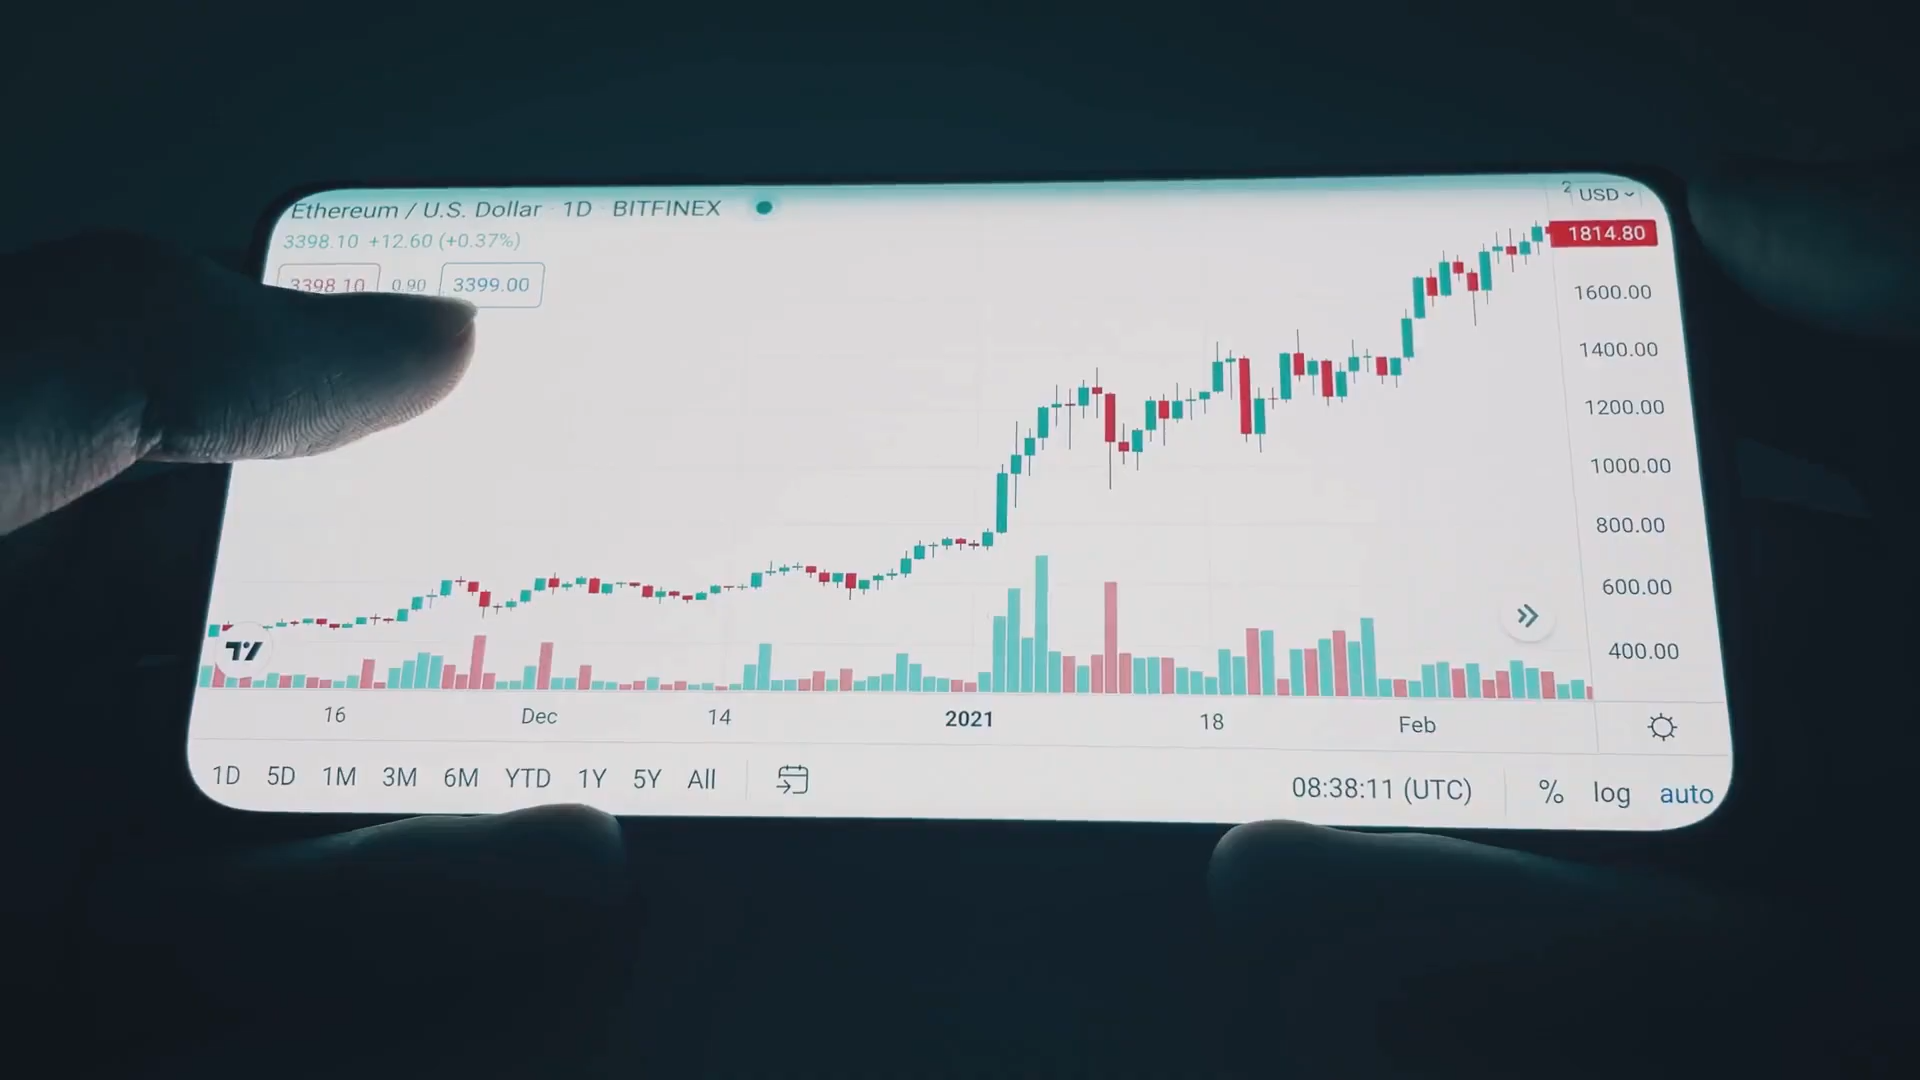 Ethereum / U.S. Dollar · 1D · BITFINEX
USD
3398.10 +12.60 (+0.37%)
3398.10 0.90 3399.00
1814.80
1600.00
1400.00
1200.00
1000.00
800.00
600.00
400.00
16 Dec 14 2021 18 Feb
1D 5D 1M 3M 6M YTD 1Y 5Y All
08:38:11 (UTC) % log auto